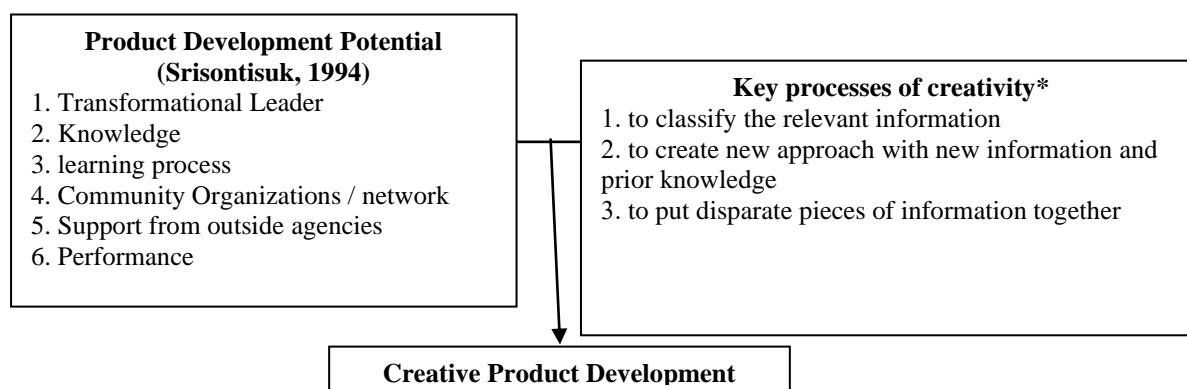 Product Development Potential
(Srisontisuk, 1994)
1. Transformational Leader
2. Knowledge
3. learning process
4. Community Organizations / network
5. Support from outside agencies
6. Performance
Key processes of creativity*
1. to classify the relevant information
2. to create new approach with new information and
prior knowledge
3. to put disparate pieces of information together
Creative Product Development